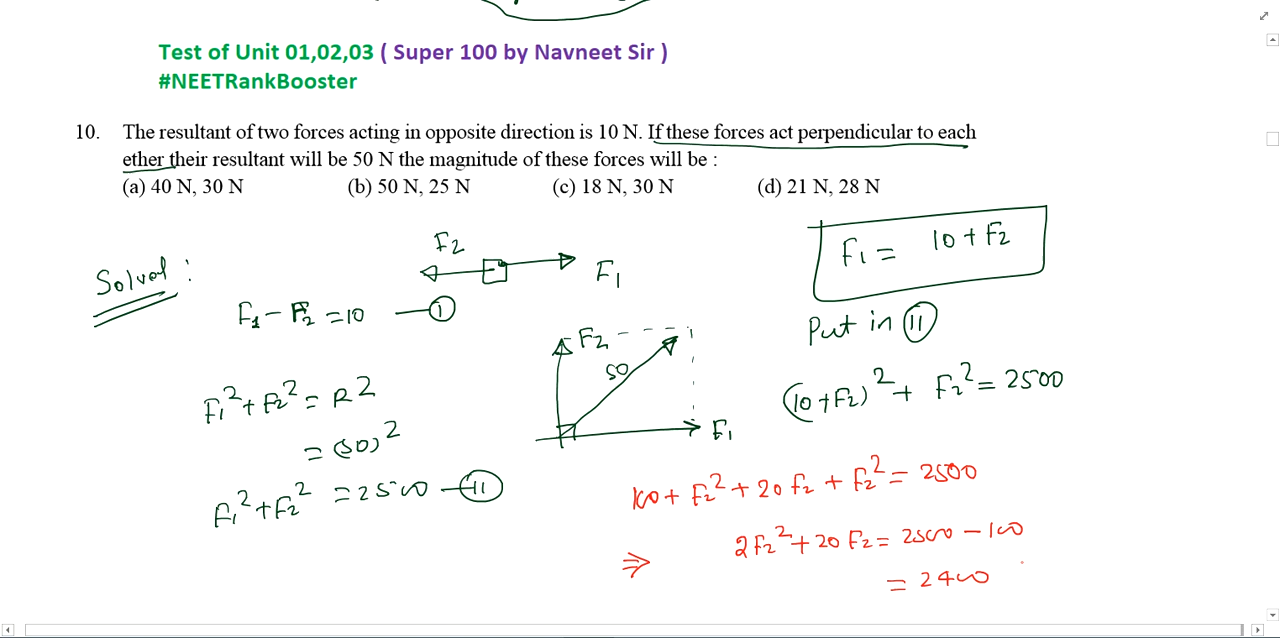 Test of Unit 01,02,03 ( Super 100 by Navneet Sir )
#NEETRankBooster
10. The resultant of two forces acting in opposite direction is 10 N. If these forces act perpendicular to each
ether their resultant will be 50 N the magnitude of these forces will be :
(a) 40 N, 30 N (b) 50 N, 25 N (c) 18 N, 30 N (d) 21 N, 28 N
F₁ = 10 + F₂
F₂
F₁
F₁ - F₂ = 10 — ①
Put in ⑪
F₂
50
F₁
F₁² + F₂² = R²
= (50)²
F₁² + F₂² = 2500 — ⑪
(10 + F₂)² + F₂² = 2500
100 + F₂² + 20 F₂ + F₂² = 2500
⇒ 2F₂² + 20 F₂ = 2500 - 100
= 2400